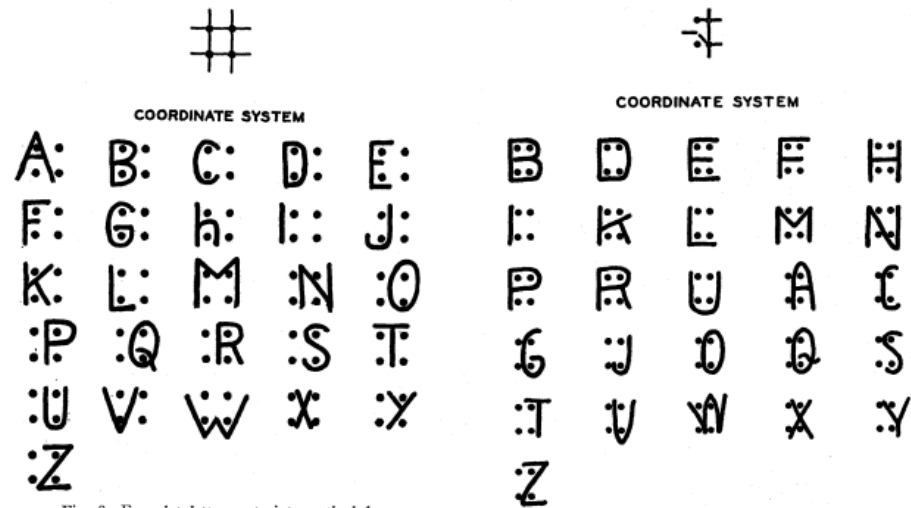 COORDINATE SYSTEM
A B C D E
F G h I J
K L M N O
P Q R S T
U V W X Y
Z
COORDINATE SYSTEM
B D E F H
I K L M N
P R U A C
G J O Q S
T V W X Y
Z